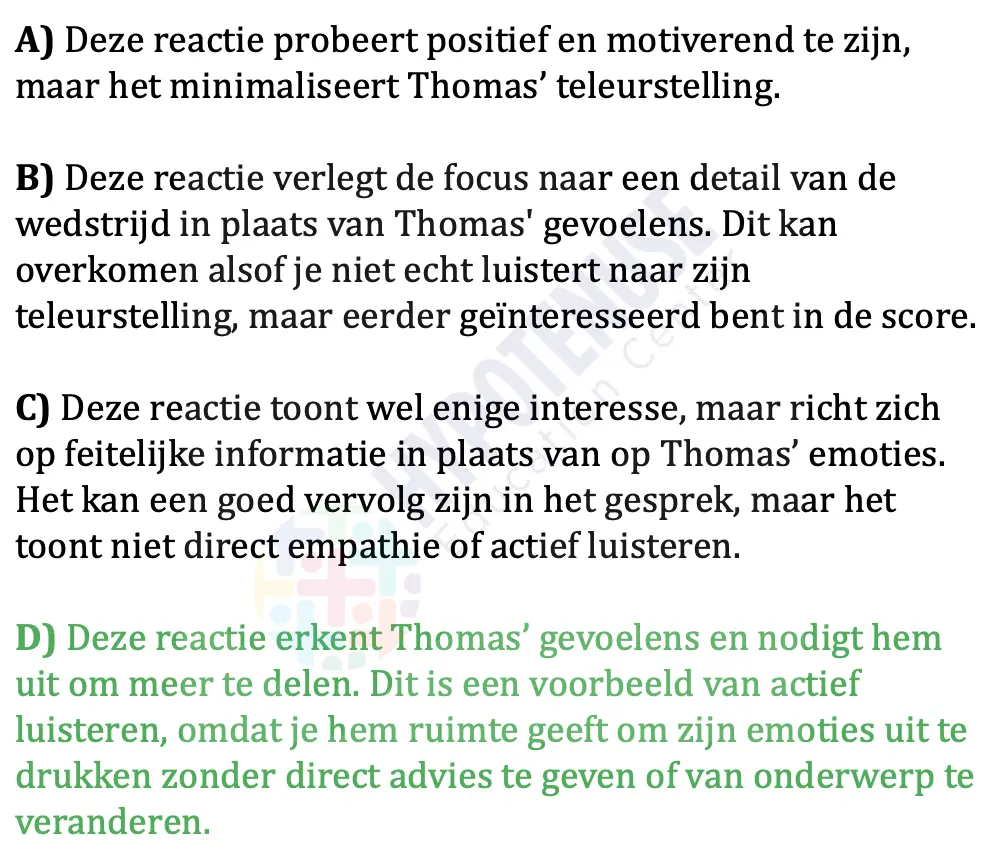 A) Deze reactie probeert positief en motiverend te zijn,
maar het minimaliseert Thomas’ teleurstelling.
B) Deze reactie verlegt de focus naar een detail van de
wedstrijd in plaats van Thomas' gevoelens. Dit kan
overkomen alsof je niet echt luistert naar zijn
teleurstelling, maar eerder geïnteresseerd bent in de score.
C) Deze reactie toont wel enige interesse, maar richt zich
op feitelijke informatie in plaats van op Thomas’ emoties.
Het kan een goed vervolg zijn in het gesprek, maar het
toont niet direct empathie of actief luisteren.
D) Deze reactie erkent Thomas’ gevoelens en nodigt hem
uit om meer te delen. Dit is een voorbeeld van actief
luisteren, omdat je hem ruimte geeft om zijn emoties uit te
drukken zonder direct advies te geven of van onderwerp te
veranderen.
HYPOTENUSE
Education Center